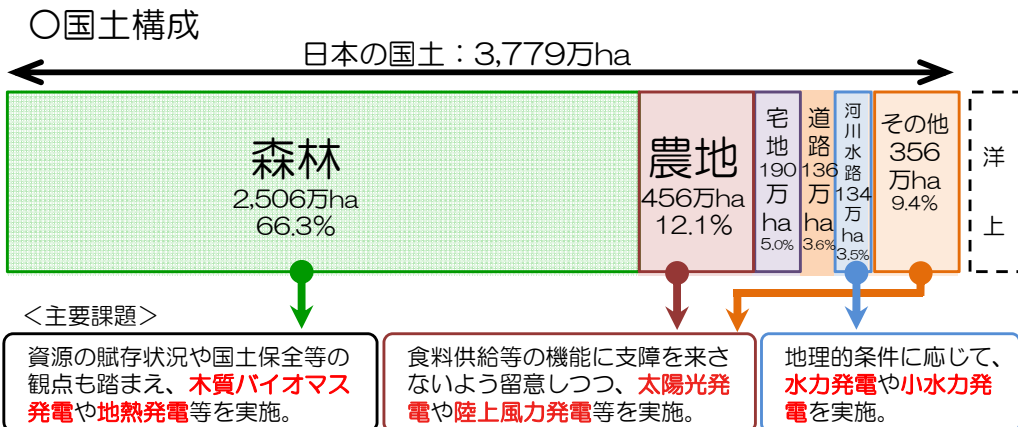 〇国土構成
日本の国土：3,779万ha
森林
2,506万ha
66.3%
農地
456万ha
12.1%
宅地
190
万
ha
5.0%
道路
136
万
ha
3.6%
河川水路
134
万
ha
3.5%
その他
356
万ha
9.4%
洋上
＜主要課題＞
資源の賦存状況や国土保全等の
観点も踏まえ、木質バイオマス
発電や地熱発電等を実施。
食料供給等の機能に支障を来さ
ないよう留意しつつ、太陽光発
電や陸上風力発電等を実施。
地理的条件に応じて、
水力発電や小水力発
電を実施。